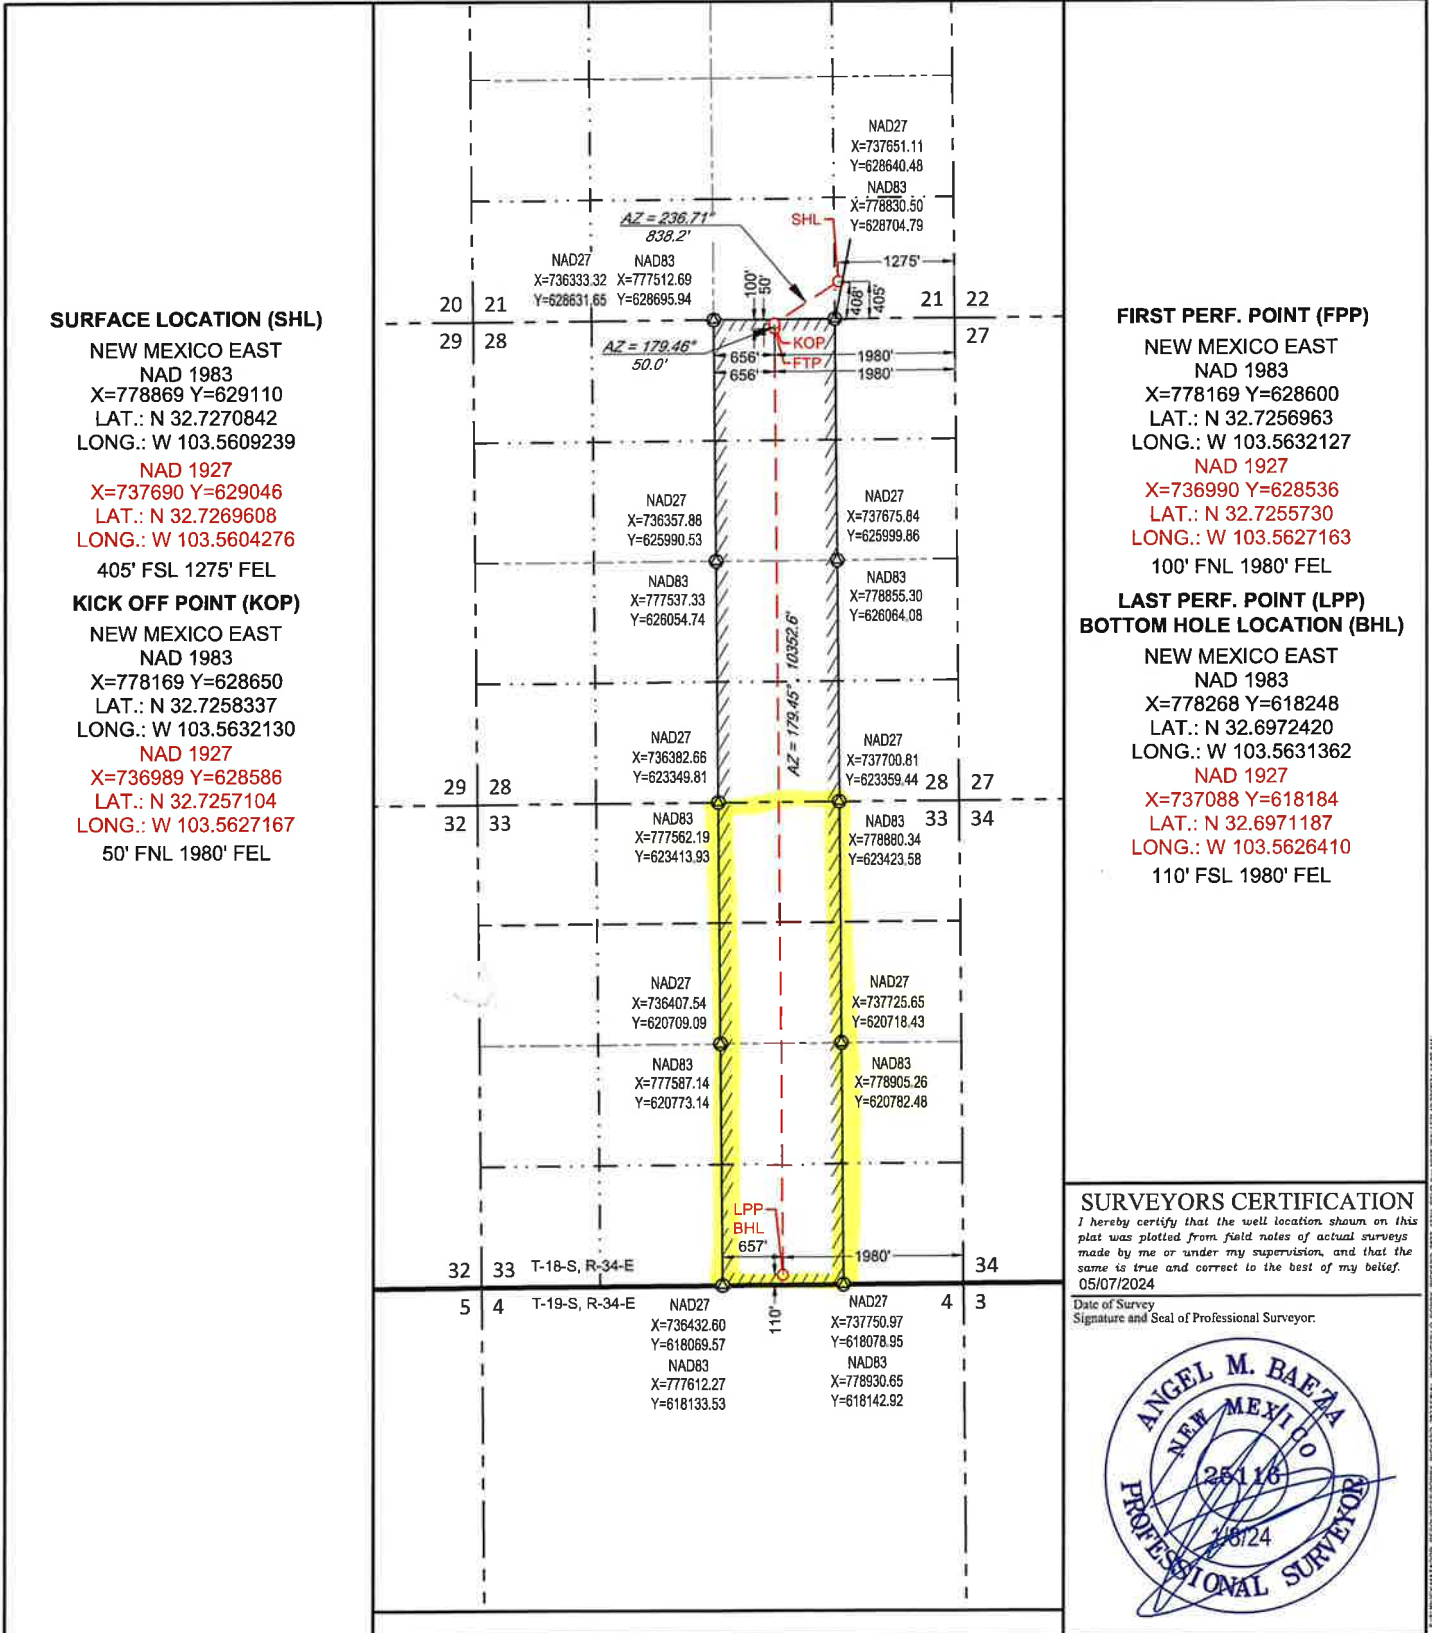 SURFACE LOCATION (SHL)
NEW MEXICO EAST
NAD 1983
X=778869 Y=629110
LAT.: N 32.7270842
LONG.: W 103.5609239
NAD 1927
X=737690 Y=629046
LAT.: N 32.7269608
LONG.: W 103.5604276
405' FSL 1275' FEL
KICK OFF POINT (KOP)
NEW MEXICO EAST
NAD 1983
X=778169 Y=628650
LAT.: N 32.7258337
LONG.: W 103.5632130
NAD 1927
X=736989 Y=628586
LAT.: N 32.7257104
LONG.: W 103.5627167
50' FNL 1980' FEL
NAD27
X=737651.11
Y=628640.48
NAD83
X=778830.50
Y=628704.79
AZ = 236.71°
838.2'
SHL
1275'
NAD27
X=736333.32
Y=628631.65
NAD83
X=777512.69
Y=628695.94
100'
50'
408'
405'
20 21
21 22
29 28
27
AZ = 179.46°
50.0'
KOP
FTP
656'
1980'
656'
1980'
NAD27
X=736357.88
Y=625990.53
NAD27
X=737675.84
Y=625999.86
NAD83
X=777537.33
Y=626054.74
NAD83
X=778855.30
Y=626064.08
AZ = 179.45°, 10352.6'
NAD27
X=736382.66
Y=623349.81
NAD27
X=737700.81
Y=623359.44
29 28
28 27
32 33
33 34
NAD83
X=777562.19
Y=623413.93
NAD83
X=778880.34
Y=623423.58
NAD27
X=736407.54
Y=620709.09
NAD27
X=737725.65
Y=620718.43
NAD83
X=777587.14
Y=620773.14
NAD83
X=778905.26
Y=620782.48
LPP
BHL
657'
1980'
32 33
T-18-S, R-34-E
34
5 4
T-19-S, R-34-E
4 3
110'
NAD27
X=736432.60
Y=618069.57
NAD83
X=777612.27
Y=618133.53
NAD27
X=737750.97
Y=618078.95
NAD83
X=778930.65
Y=618142.92
FIRST PERF. POINT (FPP)
NEW MEXICO EAST
NAD 1983
X=778169 Y=628600
LAT.: N 32.7256963
LONG.: W 103.5632127
NAD 1927
X=736990 Y=628536
LAT.: N 32.7255730
LONG.: W 103.5627163
100' FNL 1980' FEL
LAST PERF. POINT (LPP)
BOTTOM HOLE LOCATION (BHL)
NEW MEXICO EAST
NAD 1983
X=778268 Y=618248
LAT.: N 32.6972420
LONG.: W 103.5631362
NAD 1927
X=737088 Y=618184
LAT.: N 32.6971187
LONG.: W 103.5626410
110' FSL 1980' FEL
SURVEYORS CERTIFICATION
I hereby certify that the well location shown on this
plat was plotted from field notes of actual surveys
made by me or under my supervision, and that the
same is true and correct to the best of my belief.
05/07/2024
Date of Survey
Signature and Seal of Professional Surveyor:
ANGEL M. BAEZA
NEW MEXICO
25116
PROFESSIONAL SURVEYOR